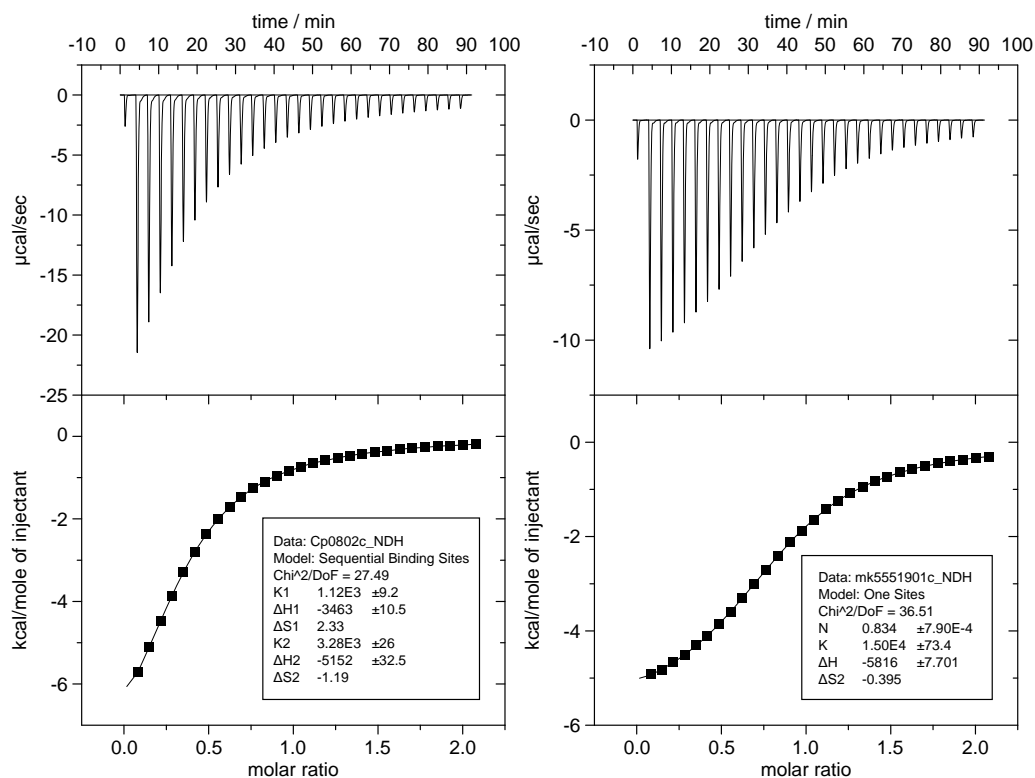 time / min
-10 0 10 20 30 40 50 60 70 80 90 100
0
-5
-10
-15
-20
-25
µcal/sec
0
-2
-4
-6
kcal/mole of injectant
Data: Cp0802c_NDH
Model: Sequential Binding Sites
Chi^2/DoF = 27.49
K1 1.12E3 ±9.2
ΔH1 -3463 ±10.5
ΔS1 2.33
K2 3.28E3 ±26
ΔH2 -5152 ±32.5
ΔS2 -1.19
0.0 0.5 1.0 1.5 2.0
molar ratio
time / min
-10 0 10 20 30 40 50 60 70 80 90 100
0
-5
-10
µcal/sec
0
-2
-4
-6
kcal/mole of injectant
Data: mk5551901c_NDH
Model: One Sites
Chi^2/DoF = 36.51
N 0.834 ±7.90E-4
K 1.50E4 ±73.4
ΔH -5816 ±7.701
ΔS2 -0.395
0.0 0.5 1.0 1.5 2.0
molar ratio